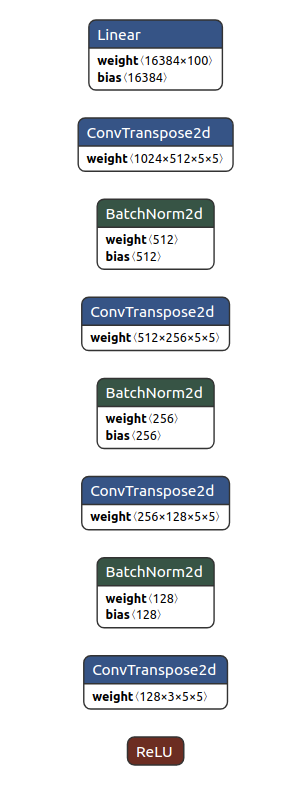 Linear
weight〈16384×100〉
bias〈16384〉
ConvTranspose2d
weight〈1024×512×5×5〉
BatchNorm2d
weight〈512〉
bias〈512〉
ConvTranspose2d
weight〈512×256×5×5〉
BatchNorm2d
weight〈256〉
bias〈256〉
ConvTranspose2d
weight〈256×128×5×5〉
BatchNorm2d
weight〈128〉
bias〈128〉
ConvTranspose2d
weight〈128×3×5×5〉
ReLU